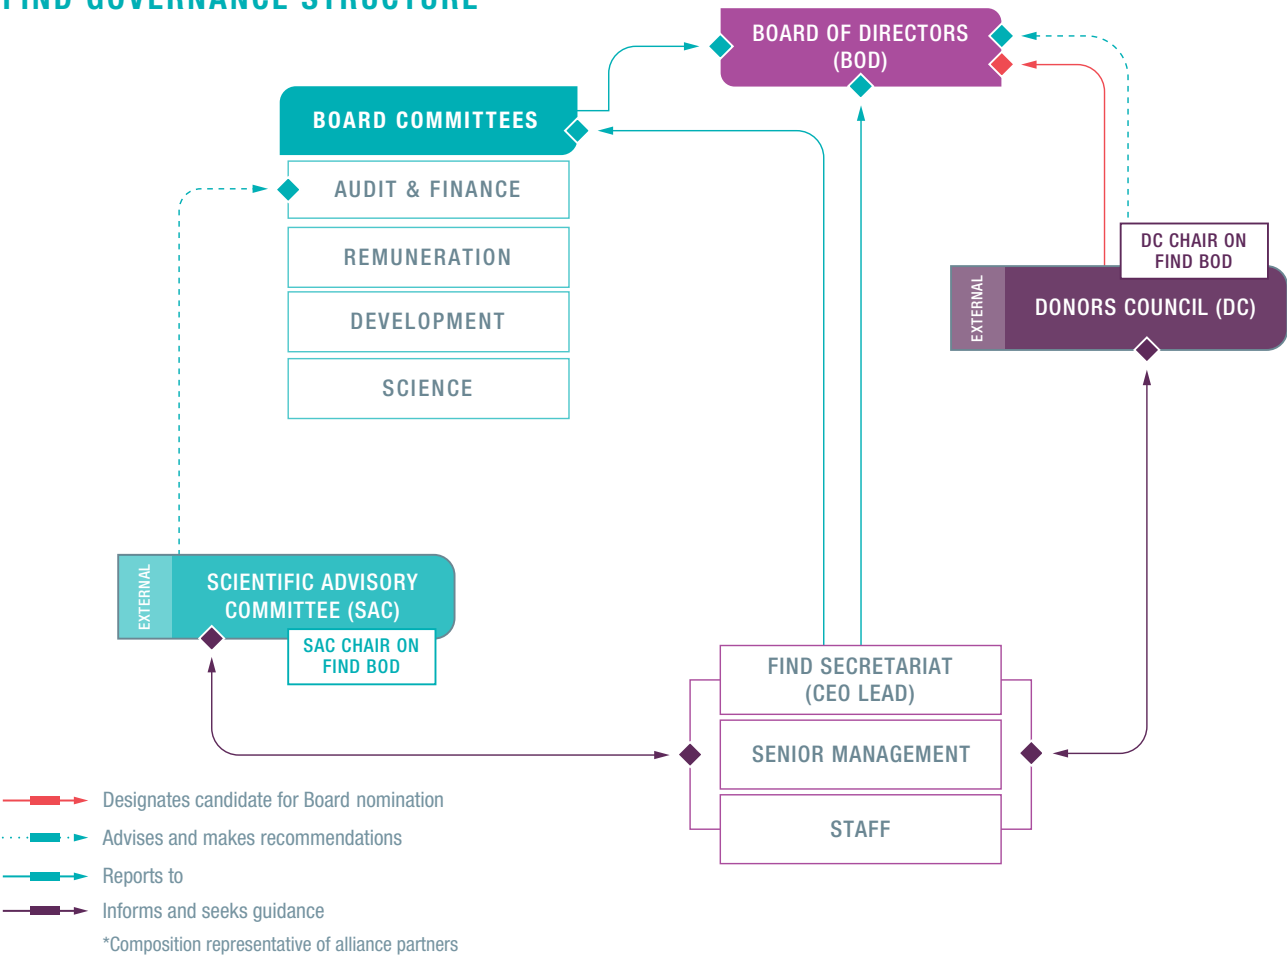 FIND GOVERNANCE STRUCTURE
BOARD OF DIRECTORS
(BOD)
BOARD COMMITTEES
AUDIT & FINANCE
REMUNERATION
DEVELOPMENT
SCIENCE
DC CHAIR ON
FIND BOD
EXTERNAL
DONORS COUNCIL (DC)
EXTERNAL
SCIENTIFIC ADVISORY
COMMITTEE (SAC)
SAC CHAIR ON
FIND BOD
FIND SECRETARIAT
(CEO LEAD)
SENIOR MANAGEMENT
STAFF
Designates candidate for Board nomination
Advises and makes recommendations
Reports to
Informs and seeks guidance
*Composition representative of alliance partners